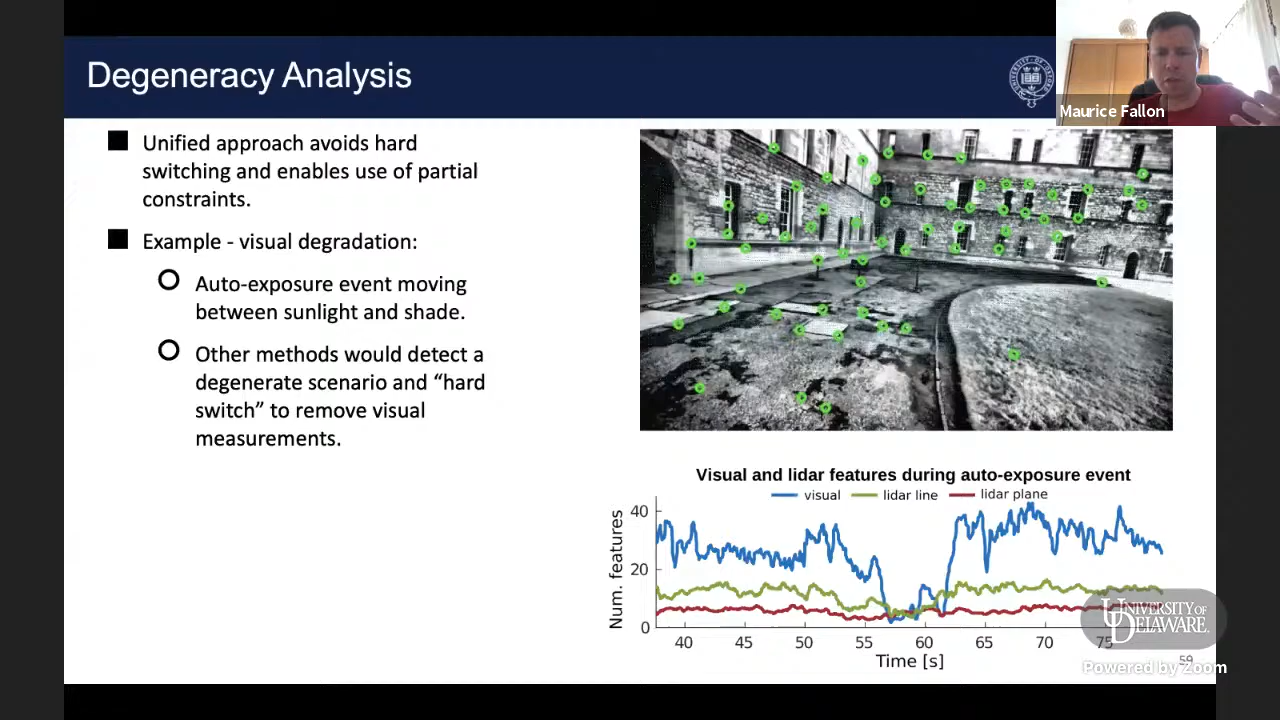 Degeneracy Analysis
Maurice Fallon
Unified approach avoids hard
switching and enables use of partial
constraints.
Example - visual degradation:
Auto-exposure event moving
between sunlight and shade.
Other methods would detect a
degenerate scenario and “hard
switch” to remove visual
measurements.
Visual and lidar features during auto-exposure event
visual lidar line lidar plane
Num. features
40
20
0
40 45 50 55 60 65 70 75
Time [s]
UNIVERSITY OF
DELAWARE.
59
Powered by Zoom